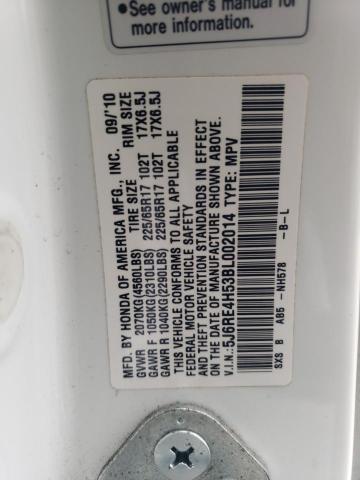 ●See owner's manual for
more information.
MFD. BY HONDA OF AMERICA MFG., INC. 09/'10
TIRE SIZE RIM SIZE
GVWR 2070KG(4560LBS)
GAWR F 1050KG(2310LBS) 225/65R17 102T 17X6.5J
GAWR R 1040KG(2290LBS) 225/65R17 102T 17X6.5J
THIS VEHICLE CONFORMS TO ALL APPLICABLE
FEDERAL MOTOR VEHICLE SAFETY
AND THEFT PREVENTION STANDARDS IN EFFECT
ON THE DATE OF MANUFACTURE SHOWN ABOVE.
V.I.N.: 5J6RE4H53BL002014 TYPE: MPV
SXS B AB5 -NH578 -B-L